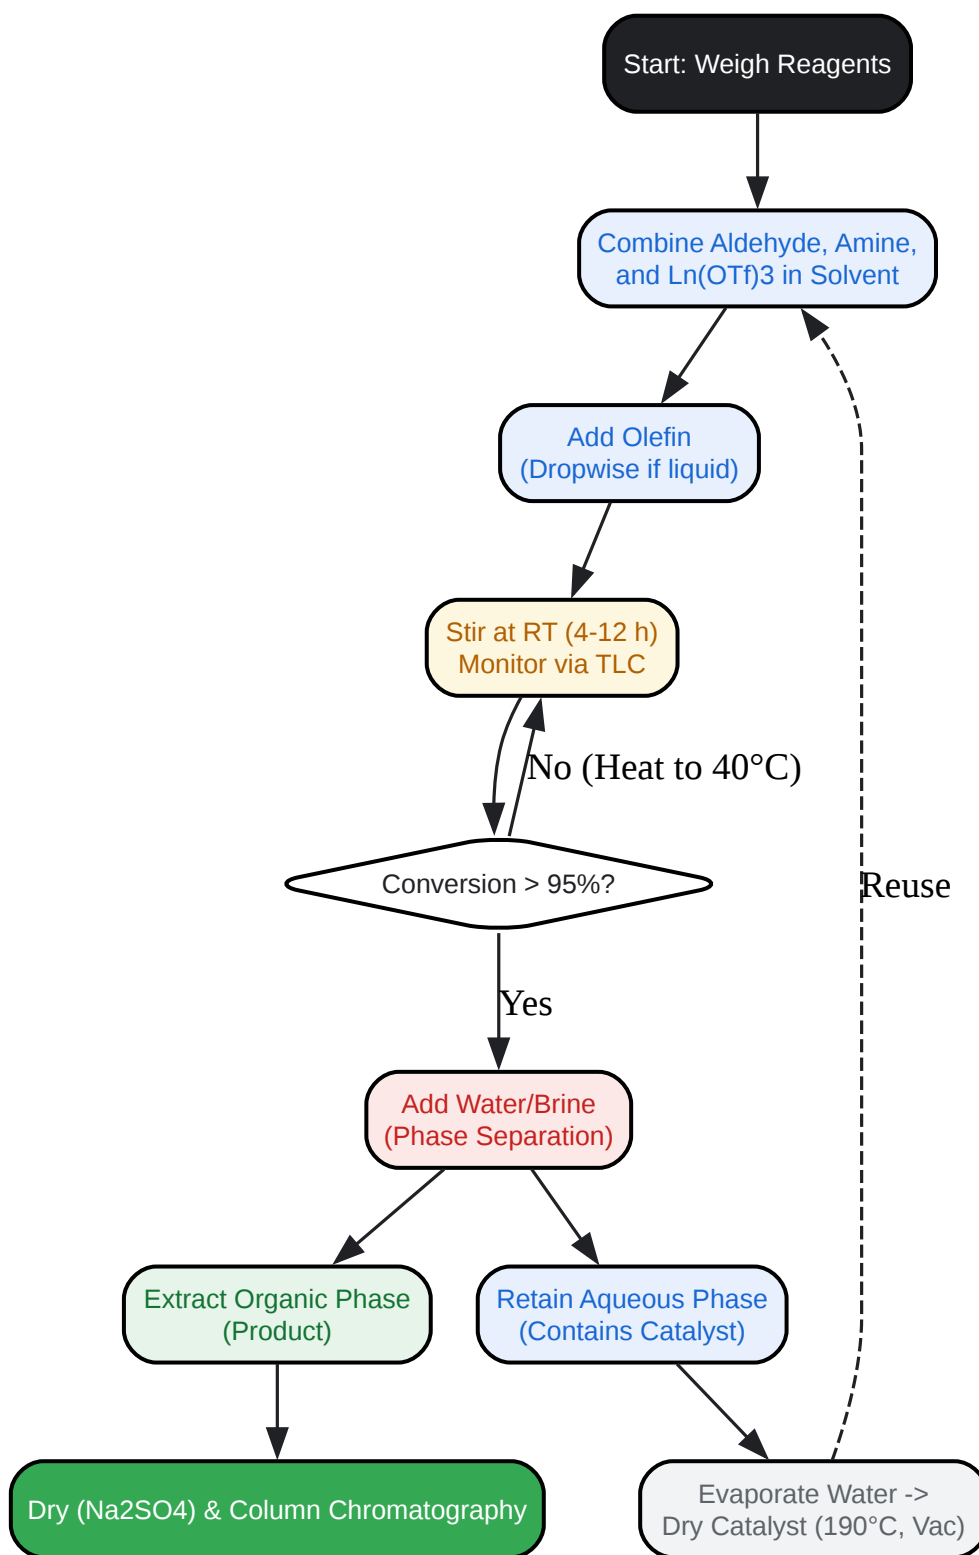 Start: Weigh Reagents
Combine Aldehyde, Amine,
and Ln(OTf)3 in Solvent
Add Olefin
(Dropwise if liquid)
Stir at RT (4-12 h)
Monitor via TLC
No (Heat to 40°C)
Conversion > 95%?
Reuse
Yes
Add Water/Brine
(Phase Separation)
Extract Organic Phase
(Product)
Retain Aqueous Phase
(Contains Catalyst)
Dry (Na2SO4) & Column Chromatography
Evaporate Water ->
Dry Catalyst (190°C, Vac)